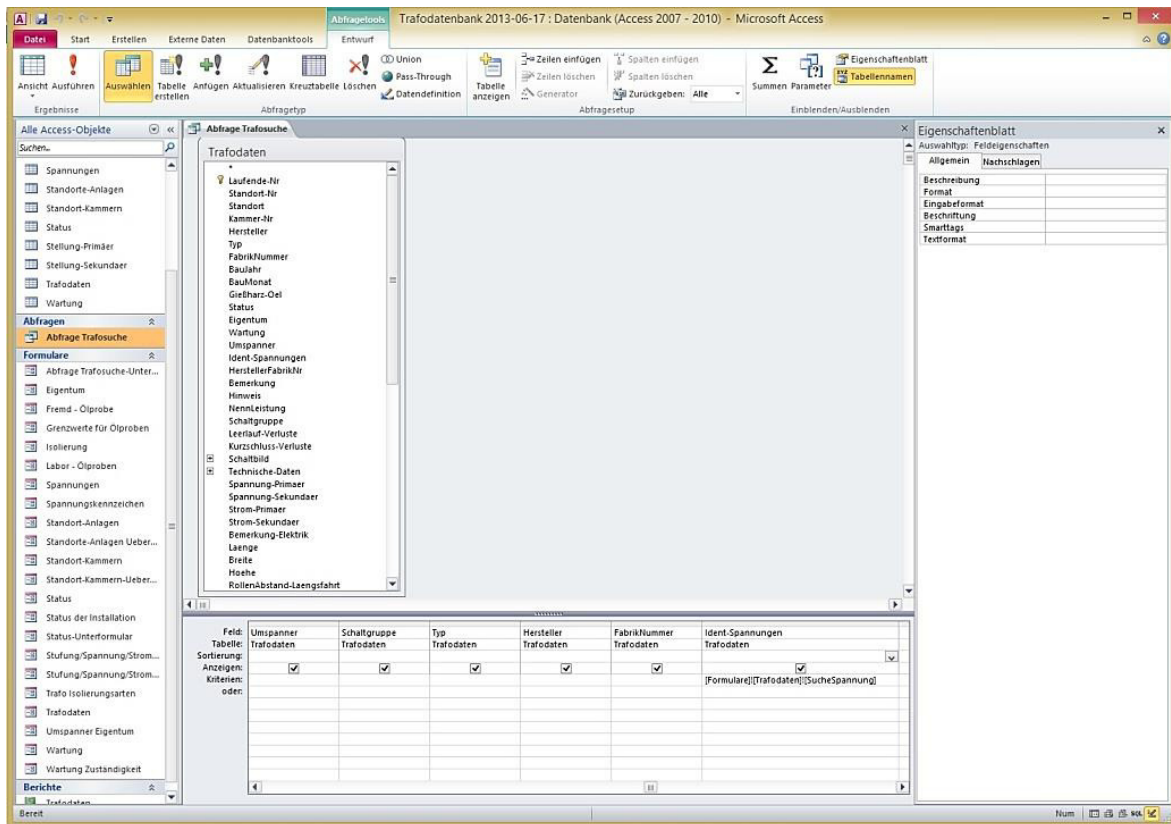 Abfragetools
Trafodatenbank 2013-06-17 : Datenbank (Access 2007 - 2010) - Microsoft Access
Datei Start Erstellen Externe Daten Datenbanktools Entwurf
Ansicht Ausführen
Ergebnisse
Auswählen Tabelle erstellen Anfügen Aktualisieren Kreuztabelle Löschen
Union
Pass-Through
Datendefinition
Abfragetyp
Tabelle anzeigen
Zeilen einfügen
Zeilen löschen
Generator
Spalten einfügen
Spalten löschen
Zurückgeben: Alle
Abfragesetup
Summen Parameter
Eigenschaftenblatt
Tabellennamen
Einblenden/Ausblenden
Alle Access-Objekte
Suchen...
Spannungen
Standorte-Anlagen
Standort-Kammern
Status
Stellung-Primäer
Stellung-Sekundaer
Trafodaten
Wartung
Abfragen
Abfrage Trafosuche
Formulare
Abfrage Trafosuche-Unter...
Eigentum
Fremd - Ölprobe
Grenzwerte für Ölproben
Isolierung
Labor - Ölproben
Spannungen
Spannungskennzeichen
Standort-Anlagen
Standorte-Anlagen Ueber...
Standort-Kammern
Standort-Kammern-Ueber...
Status
Status der Installation
Status-Unterformular
Stufung/Spannung/Strom...
Stufung/Spannung/Strom...
Trafo Isolierungsarten
Trafodaten
Umspanner Eigentum
Wartung
Wartung Zuständigkeit
Berichte
Trafodaten
Abfrage Trafosuche
Trafodaten
*
Laufende-Nr
Standort-Nr
Standort
Kammer-Nr
Hersteller
Typ
FabrikNummer
BauJahr
BauMonat
Gießharz-Oel
Status
Eigentum
Wartung
Umspanner
Ident-Spannungen
HerstellerFabrikNr
Bemerkung
Hinweis
NennLeistung
Schaltgruppe
Leerlauf-Verluste
Kurzschluss-Verluste
Schaltbild
Technische-Daten
Spannung-Primaer
Spannung-Sekundaer
Strom-Primaer
Strom-Sekundaer
Bemerkung-Elektrik
Laenge
Breite
Hoehe
RollenAbstand-Laengsfahrt
Feld: Umspanner Schaltgruppe Typ Hersteller FabrikNummer Ident-Spannungen
Tabelle: Trafodaten Trafodaten Trafodaten Trafodaten Trafodaten Trafodaten
Sortierung:
Anzeigen:
Kriterien: [Formulare]![Trafodaten]![SucheSpannung]
oder:
Eigenschaftenblatt
Auswahltyp: Feldeigenschaften
Allgemein Nachschlagen
Beschreibung
Format
Eingabeformat
Beschriftung
Smarttags
Textformat
Bereit
Num
SQL